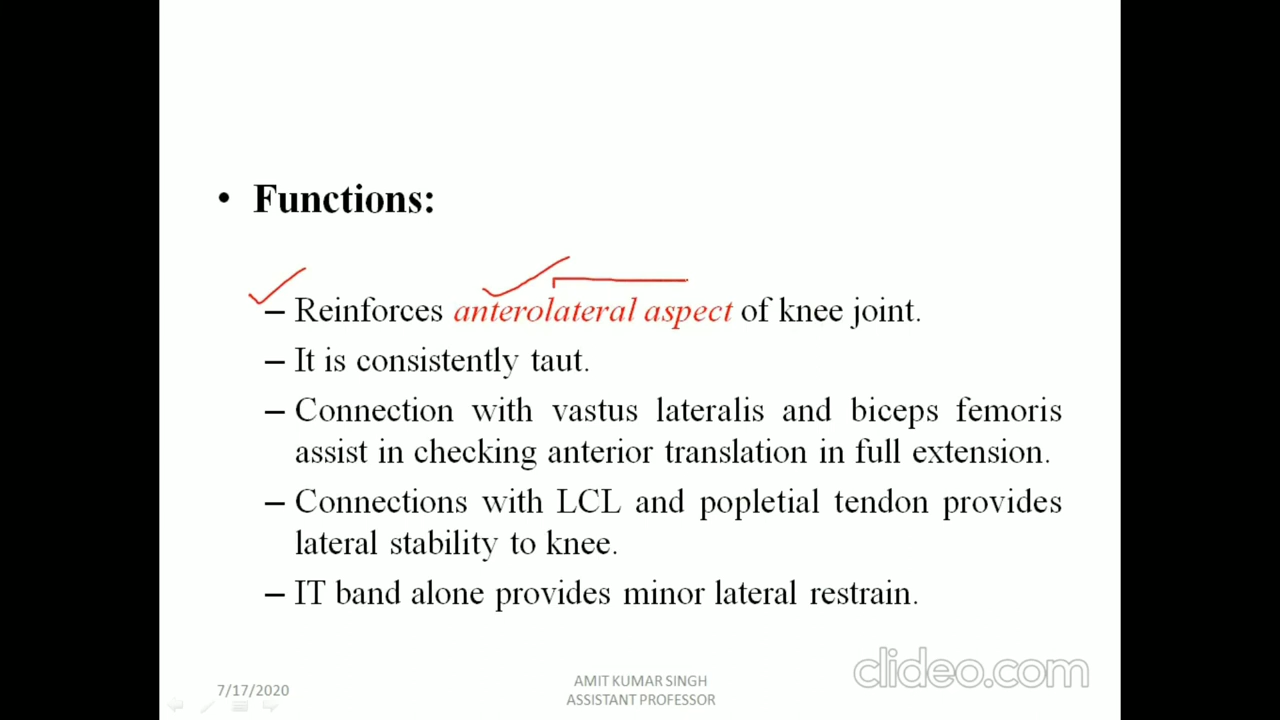 • Functions:
– Reinforces anterolateral aspect of knee joint.
– It is consistently taut.
– Connection with vastus lateralis and biceps femoris
assist in checking anterior translation in full extension.
– Connections with LCL and popletial tendon provides
lateral stability to knee.
– IT band alone provides minor lateral restrain.
clideo.com
7/17/2020
AMIT KUMAR SINGH
ASSISTANT PROFESSOR